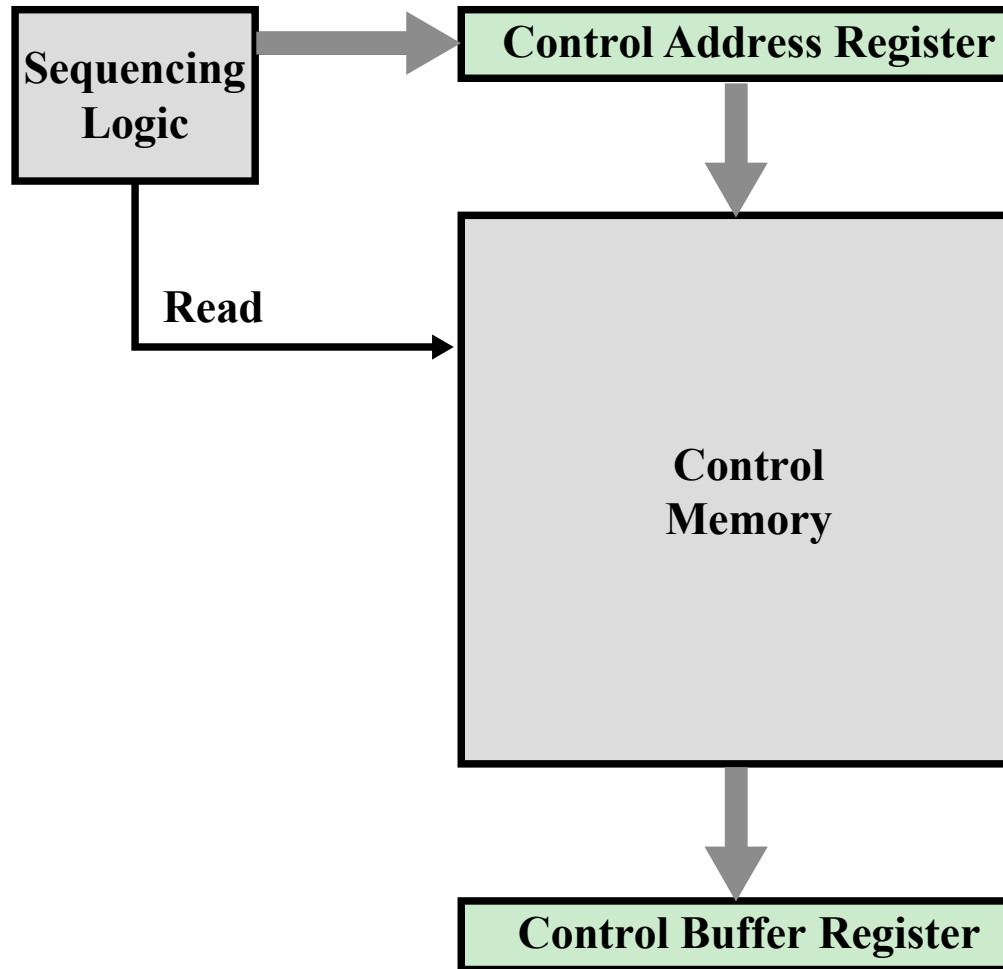 Sequencing
Logic
Control Address Register
Read
Control
Memory
Control Buffer Register